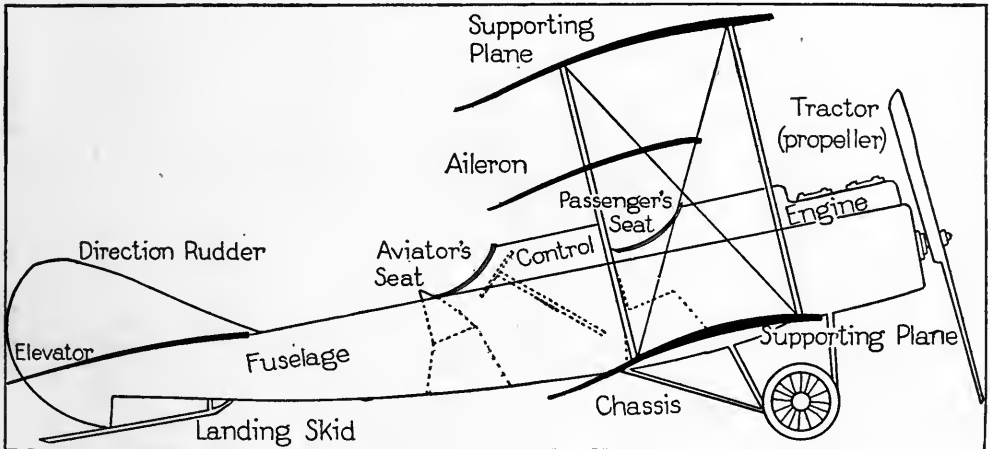 Supporting
Plane
Tractor
(propeller)
Aileron
Passenger's
Seat
Engine
Direction Rudder
Aviator's
Seat
Control
Elevator
Fuselage
Supporting Plane
Chassis
Landing Skid